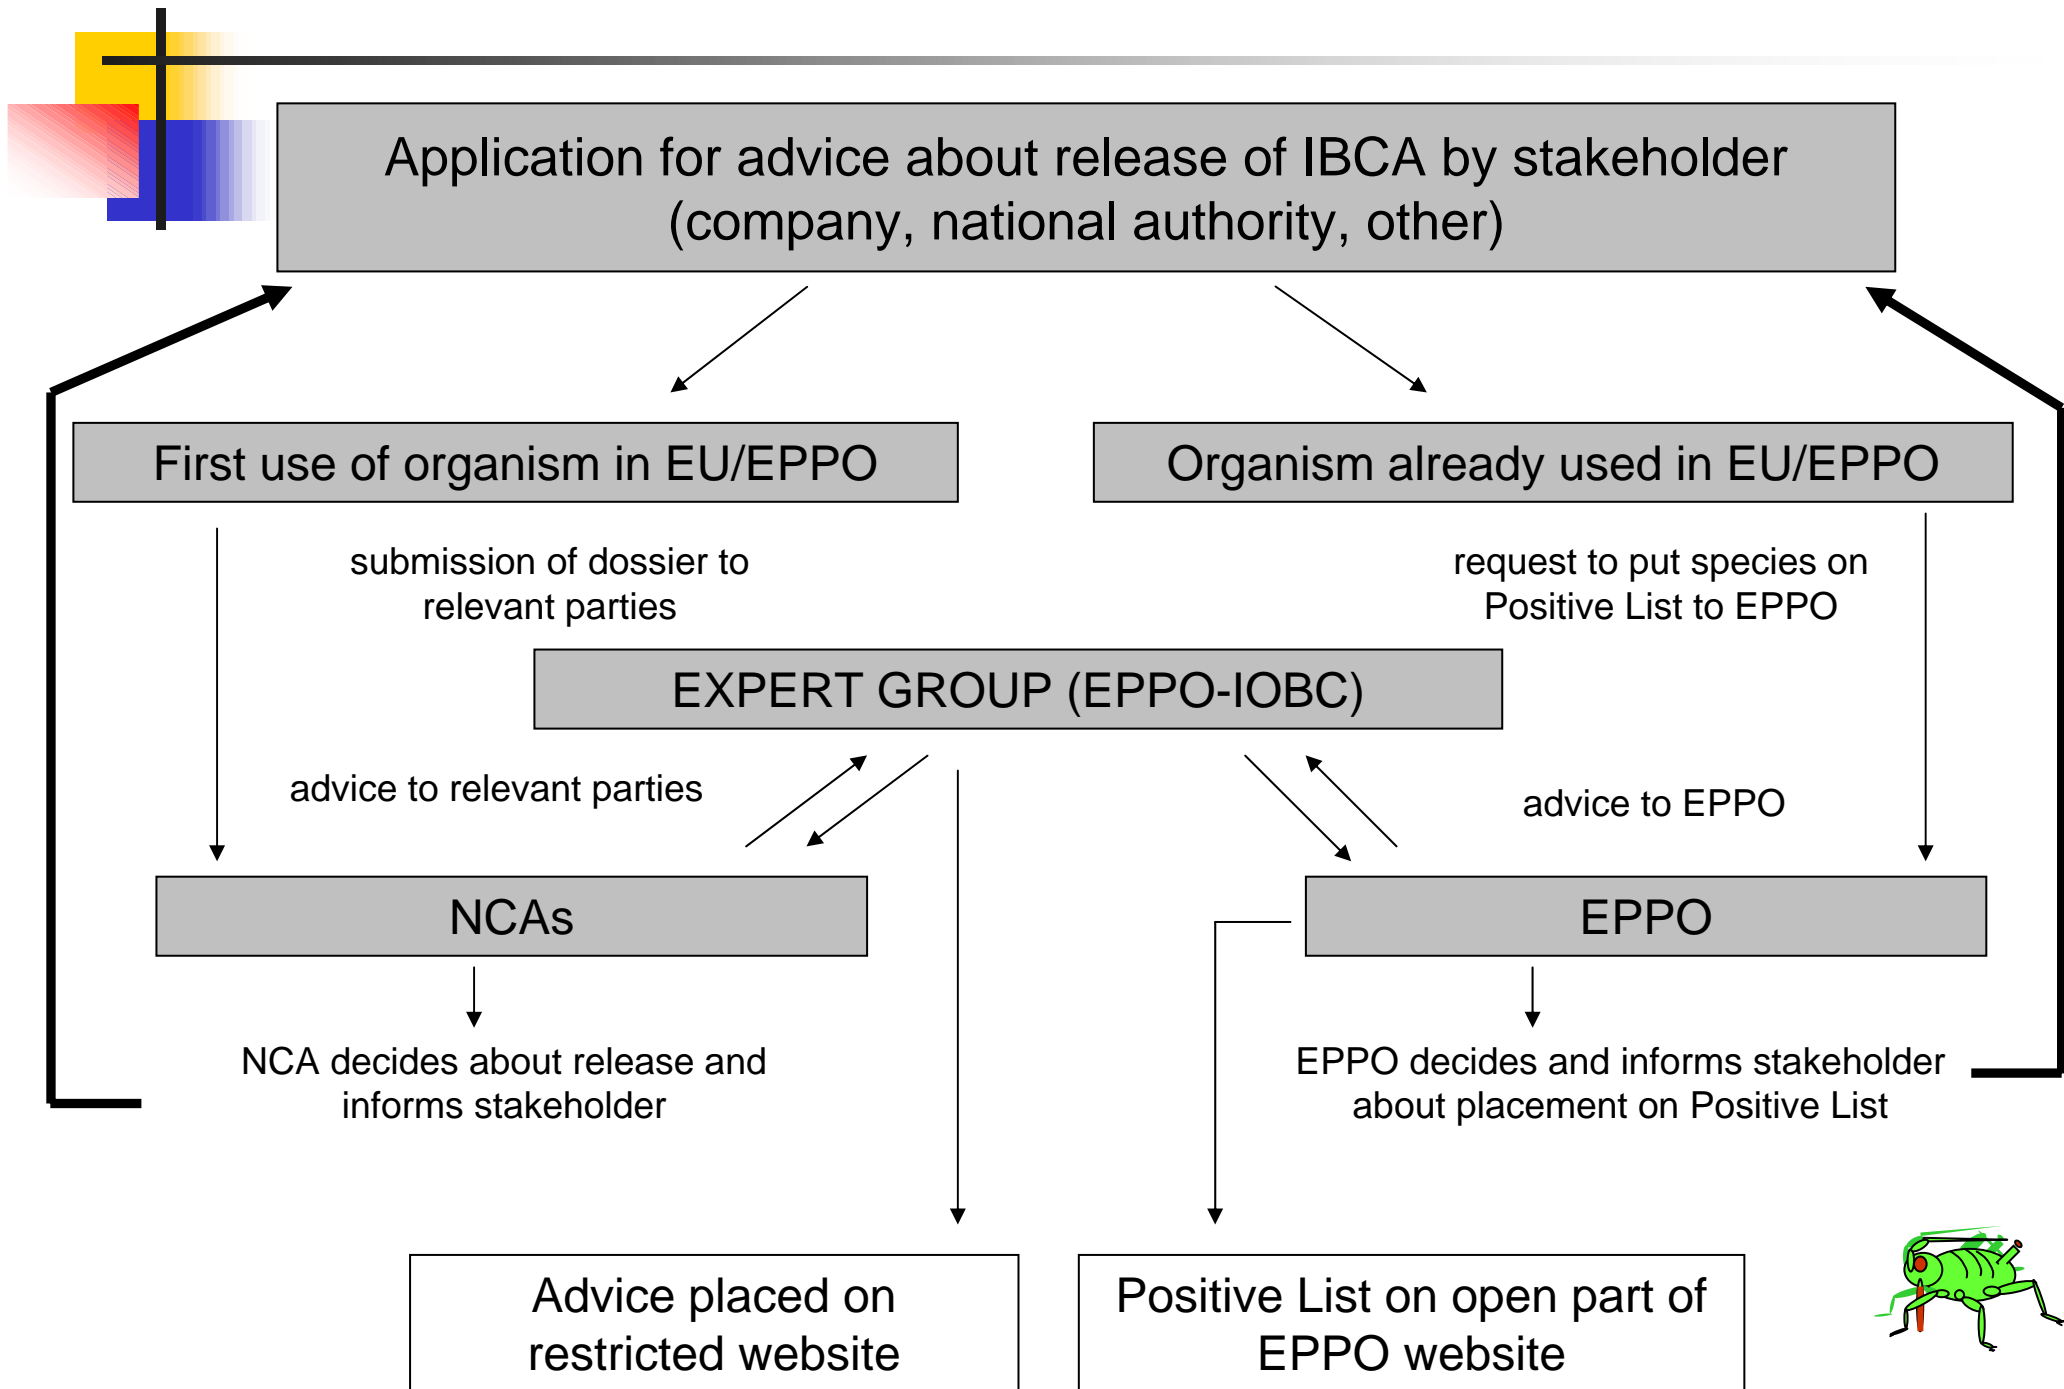 Application for advice about release of IBCA by stakeholder
(company, national authority, other)
First use of organism in EU/EPPO
Organism already used in EU/EPPO
submission of dossier to
relevant parties
request to put species on
Positive List to EPPO
EXPERT GROUP (EPPO-IOBC)
advice to relevant parties
advice to EPPO
NCAs
EPPO
NCA decides about release and
informs stakeholder
EPPO decides and informs stakeholder
about placement on Positive List
Advice placed on
restricted website
Positive List on open part of
EPPO website